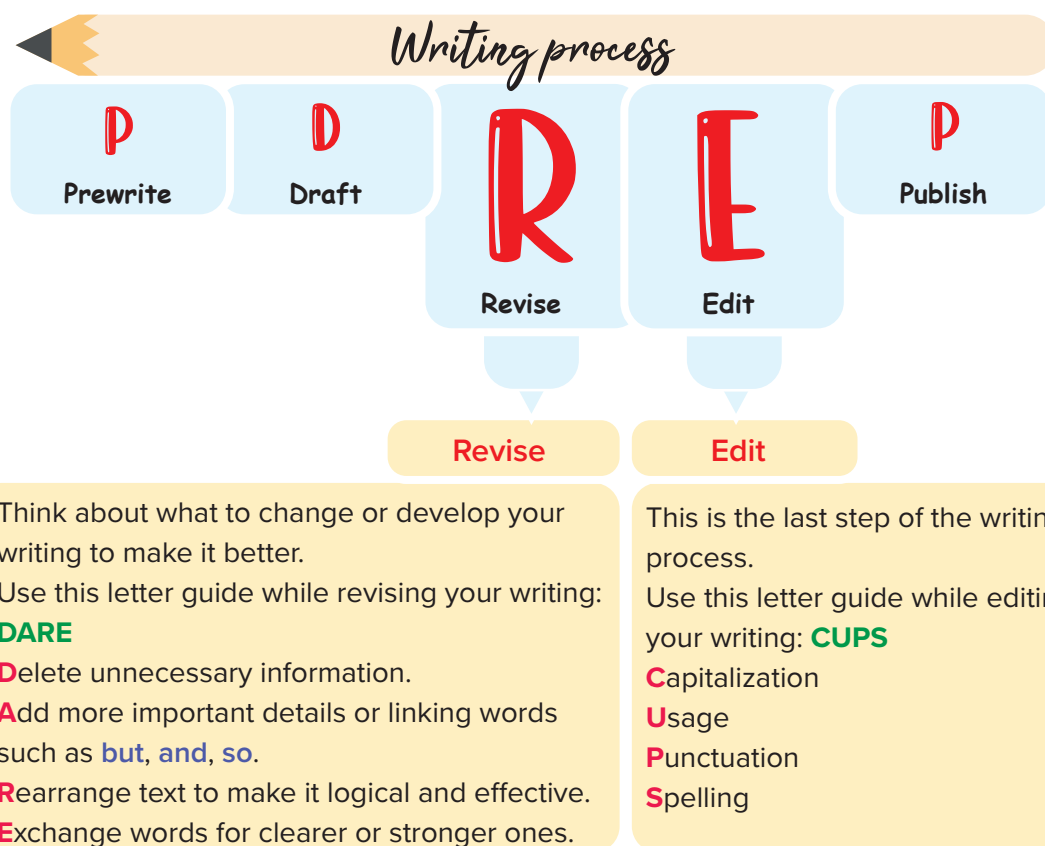 Writing process
P
Prewrite
D
Draft
R
Revise
E
Edit
P
Publish
Revise
Think about what to change or develop your
writing to make it better.
Use this letter guide while revising your writing:
DARE
Delete unnecessary information.
Add more important details or linking words
such as but, and, so.
Rearrange text to make it logical and effective.
Exchange words for clearer or stronger ones.
Edit
This is the last step of the writin
process.
Use this letter guide while editi
your writing: CUPS
Capitalization
Usage
Punctuation
Spelling